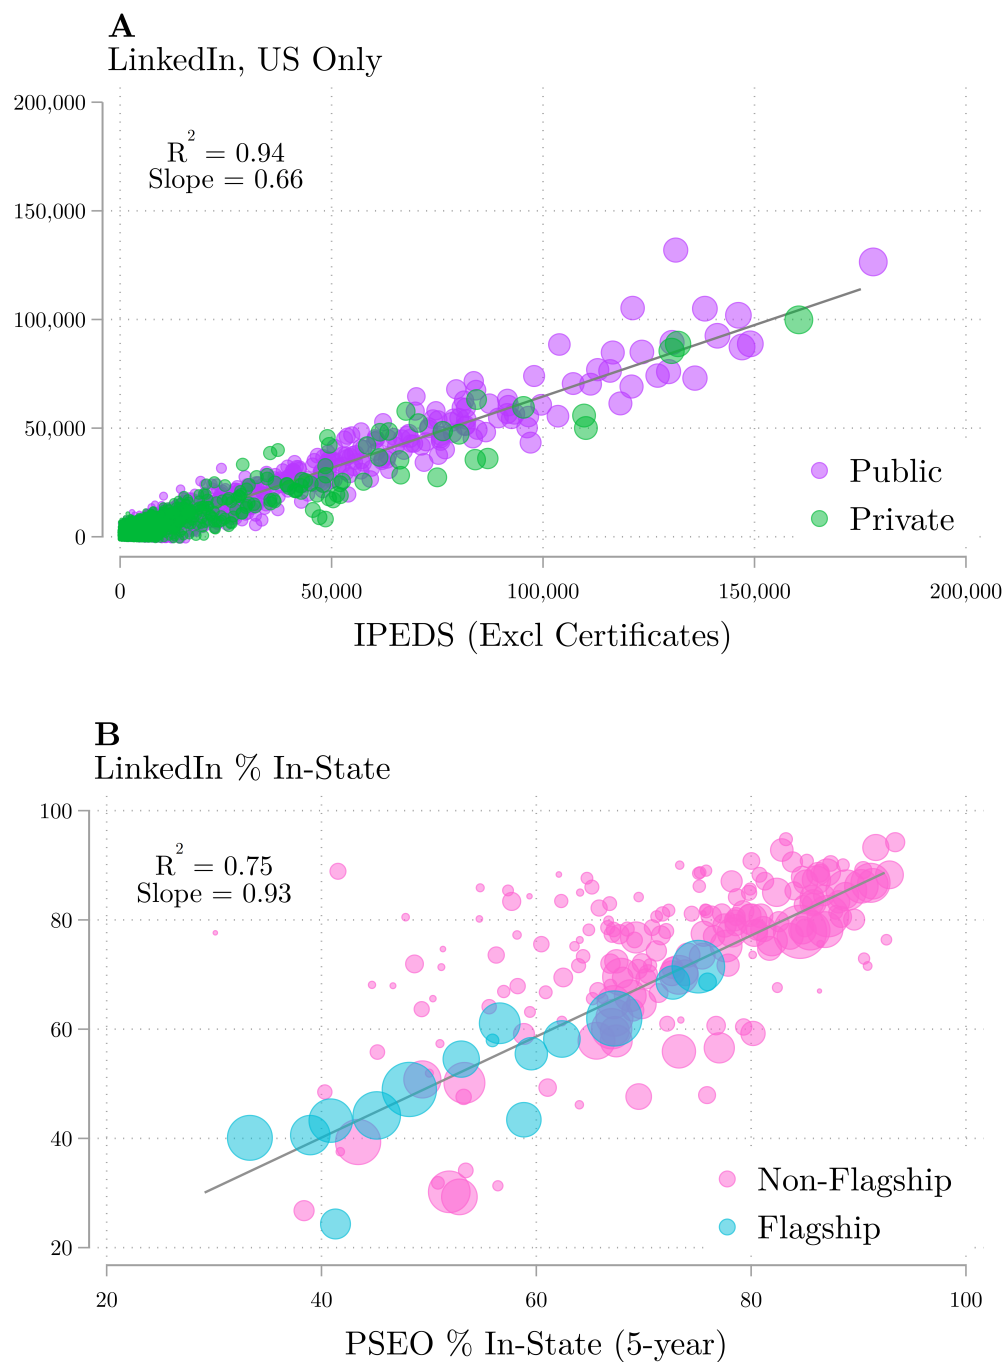 A
LinkedIn, US Only
200,000
150,000
100,000
50,000
0
R² = 0.94
Slope = 0.66
Public
Private
0 50,000 100,000 150,000 200,000
IPEDS (Excl Certificates)
B
LinkedIn % In-State
100
80
60
40
20
R² = 0.75
Slope = 0.93
Non-Flagship
Flagship
20 40 60 80 100
PSEO % In-State (5-year)